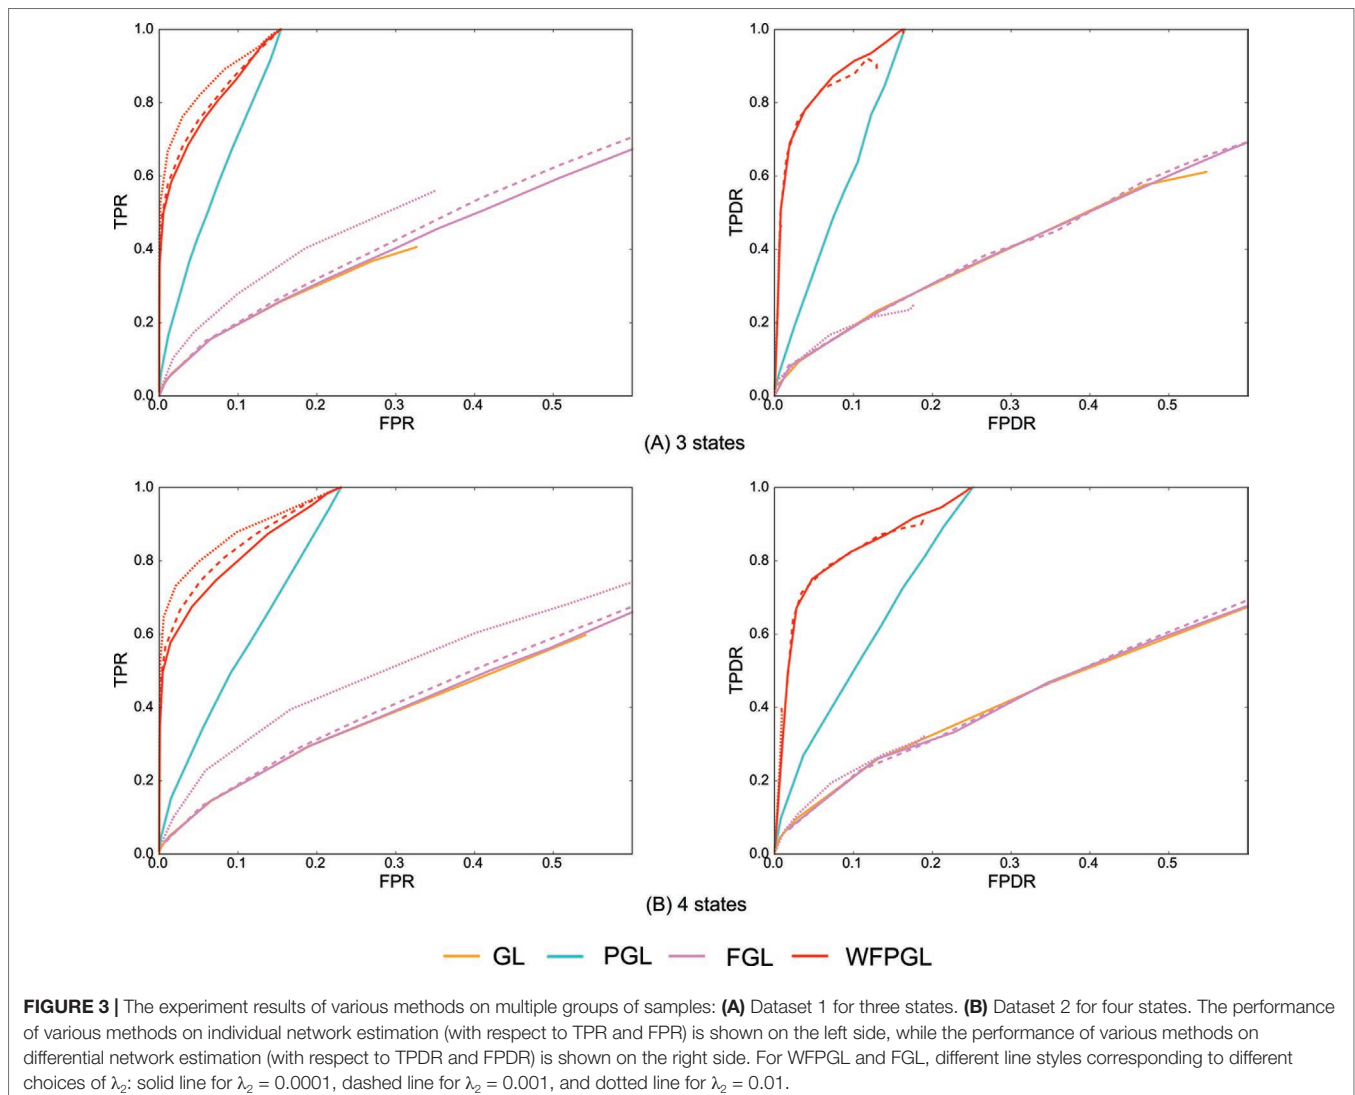 1.0
0.8
0.6
0.4
0.2
0.0
TPR
0.0 0.1 0.2 0.3 0.4 0.5
FPR
1.0
0.8
0.6
0.4
0.2
0.0
TPDR
0.0 0.1 0.2 0.3 0.4 0.5
FPDR
(A) 3 states
1.0
0.8
0.6
0.4
0.2
0.0
TPR
0.0 0.1 0.2 0.3 0.4 0.5
FPR
1.0
0.8
0.6
0.4
0.2
0.0
TPDR
0.0 0.1 0.2 0.3 0.4 0.5
FPDR
(B) 4 states
GL PGL FGL WFPGL
FIGURE 3 | The experiment results of various methods on multiple groups of samples: (A) Dataset 1 for three states. (B) Dataset 2 for four states. The performance
of various methods on individual network estimation (with respect to TPR and FPR) is shown on the left side, while the performance of various methods on
differential network estimation (with respect to TPDR and FPDR) is shown on the right side. For WFPGL and FGL, different line styles corresponding to different
choices of λ₂: solid line for λ₂ = 0.0001, dashed line for λ₂ = 0.001, and dotted line for λ₂ = 0.01.